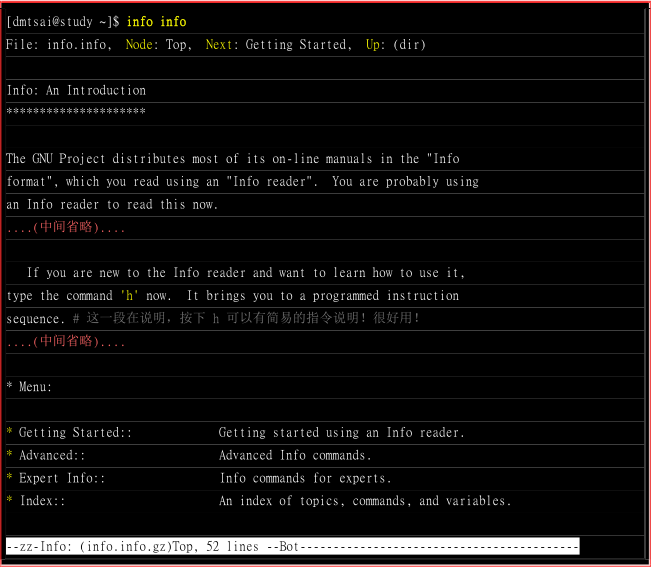 [dmtsai@study ~]$ info info
File: info.info,  Node: Top,  Next: Getting Started,  Up: (dir)
Info: An Introduction
*********************
The GNU Project distributes most of its on-line manuals in the "Info
format", which you read using an "Info reader".  You are probably using
an Info reader to read this now.
....(中间省略)....
If you are new to the Info reader and want to learn how to use it,
type the command 'h' now.  It brings you to a programmed instruction
sequence. # 这一段在说明，按下 h 可以有简易的指令说明！很好用！
....(中间省略)....
* Menu:
* Getting Started::             Getting started using an Info reader.
* Advanced::                    Advanced Info commands.
* Expert Info::                 Info commands for experts.
* Index::                       An index of topics, commands, and variables.
--zz-Info: (info.info.gz)Top, 52 lines --Bot------------------------------------------